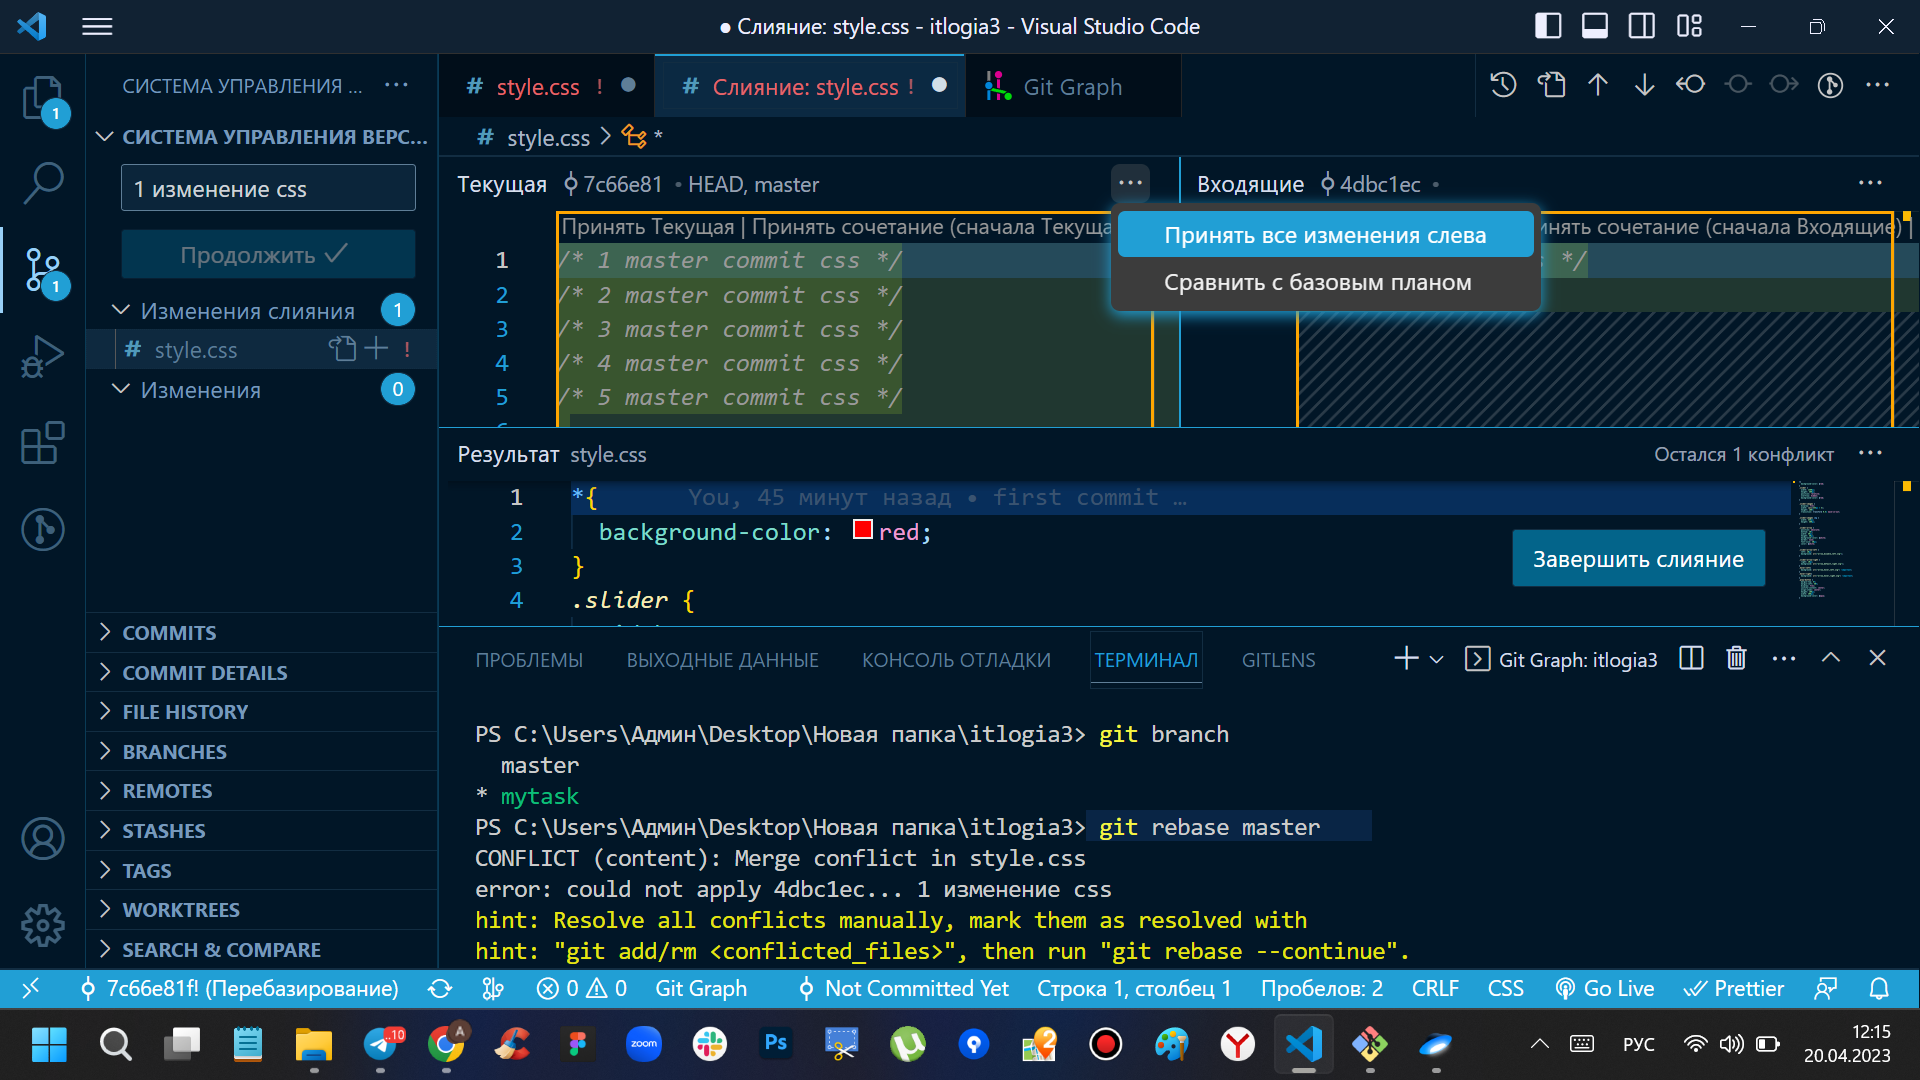 ● Слияние: style.css - itlogia3 - Visual Studio Code
СИСТЕМА УПРАВЛЕНИЯ ...
# style.css !
# Слияние: style.css !
Git Graph
1
СИСТЕМА УПРАВЛЕНИЯ ВЕРС...
# style.css > *
1 изменение css
Текущая 7c66e81 • HEAD, master
Входящие 4dbc1ec •
Принять Текущая | Принять сочетание (сначала Текуща
нять сочетание (сначала Входящие) |
Принять все изменения слева
Сравнить с базовым планом
Продолжить
1 /* 1 master commit css */
*/
2 /* 2 master commit css */
3 /* 3 master commit css */
4 /* 4 master commit css */
5 /* 5 master commit css */
1
Изменения слияния 1
# style.css !
Изменения 0
Результат style.css
Остался 1 конфликт
1 *{ You, 45 минут назад • first commit …
2 background-color: red;
3 }
4 .slider {
Завершить слияние
COMMITS
COMMIT DETAILS
FILE HISTORY
BRANCHES
REMOTES
STASHES
TAGS
WORKTREES
SEARCH & COMPARE
ПРОБЛЕМЫ ВЫХОДНЫЕ ДАННЫЕ КОНСОЛЬ ОТЛАДКИ ТЕРМИНАЛ GITLENS
Git Graph: itlogia3
PS C:\Users\Админ\Desktop\Новая папка\itlogia3> git branch
master
* mytask
PS C:\Users\Админ\Desktop\Новая папка\itlogia3> git rebase master
CONFLICT (content): Merge conflict in style.css
error: could not apply 4dbc1ec... 1 изменение css
hint: Resolve all conflicts manually, mark them as resolved with
hint: "git add/rm <conflicted_files>", then run "git rebase --continue".
7c66e81f! (Перебазирование) 0 0 Git Graph Not Committed Yet Строка 1, столбец 1 Пробелов: 2 CRLF CSS Go Live Prettier
10
A
zoom
Ps
2
РУС
12:15
20.04.2023